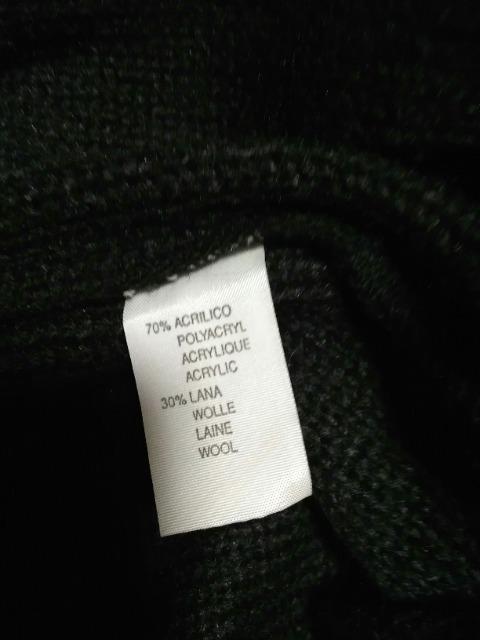 70% ACRILICO
POLYACRYL
ACRYLIQUE
ACRYLIC
30% LANA
WOLLE
LAINE
WOOL